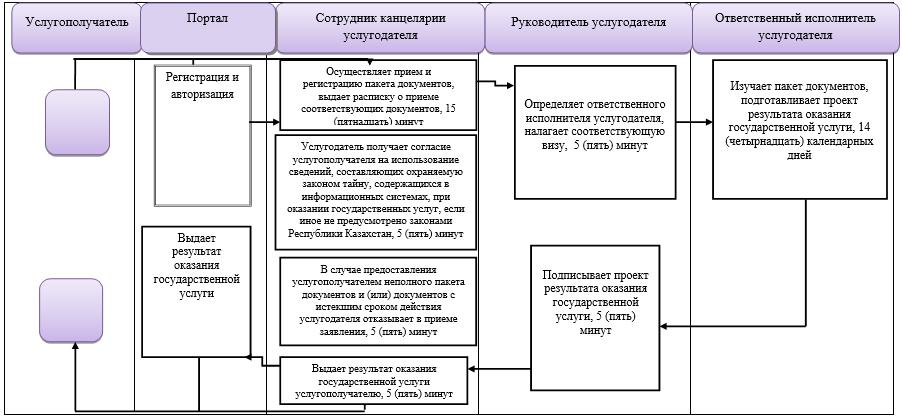 Услугополучатель
Портал
Сотрудник канцелярии
услугодателя
Руководитель услугодателя
Ответственный исполнитель
услугодателя
Регистрация и
авторизация
Осуществляет прием и
регистрацию пакета документов,
выдает расписку о приеме
соответствующих документов, 15
(пятнадцать) минут
Определяет ответственного
исполнителя услугодателя,
налагает соответствующую
визу, 5 (пять) минут
Изучает пакет документов,
подготавливает проект
результата оказания
государственной услуги, 14
(четырнадцать) календарных
дней
Услугодатель получает согласие
услугополучателя на использование
сведений, составляющих охраняемую
законом тайну, содержащихся в
информационных системах, при
оказании государственных услуг, если
иное не предусмотрено законами
Республики Казахстан, 5 (пять) минут
Выдает
результат
оказания
государственной
услуги
В случае предоставления
услугополучателем неполного пакета
документов и (или) документов с
истекшим сроком действия
услугодателя отказывает в приеме
заявления, 5 (пять) минут
Подписывает проект
результата оказания
государственной
услуги, 5 (пять)
минут
Выдает результат оказания
государственной услуги
услугополучателю, 5 (пять) минут